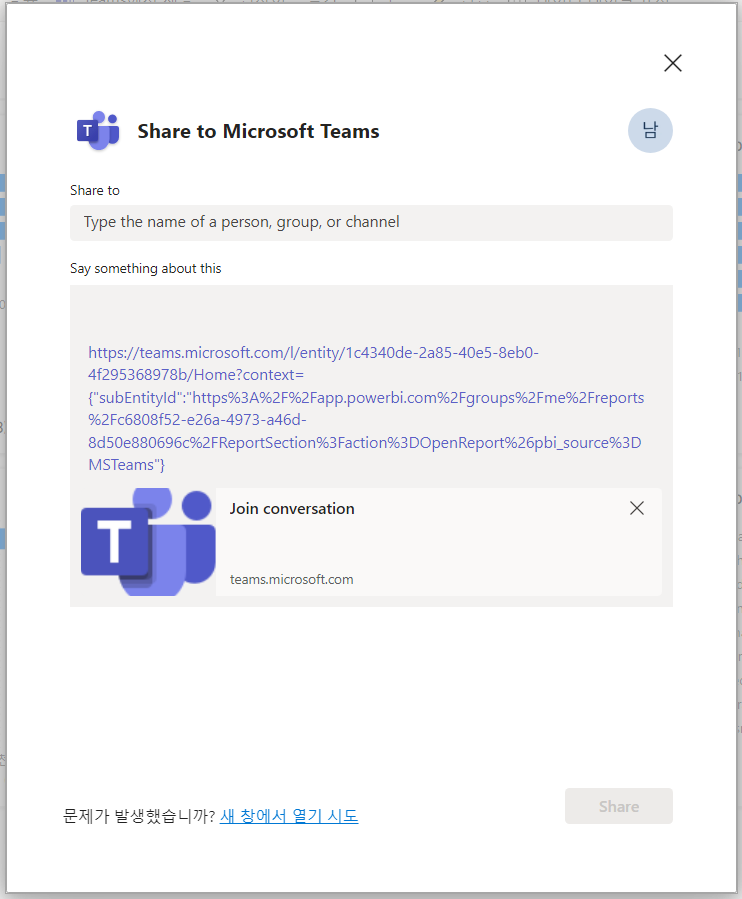 Share to Microsoft Teams
남
Share to
Type the name of a person, group, or channel
Say something about this
https://teams.microsoft.com/l/entity/1c4340de-2a85-40e5-8eb0-
4f295368978b/Home?context=
{"subEntityId":"https%3A%2F%2Fapp.powerbi.com%2Fgroups%2Fme%2Freports
%2Fc6808f52-e26a-4973-a46d-
8d50e880696c%2FReportSection%3Faction%3DOpenReport%26pbi_source%3D
MSTeams"}
T
Join conversation
teams.microsoft.com
문제가 발생했습니까? 새 창에서 열기 시도
Share